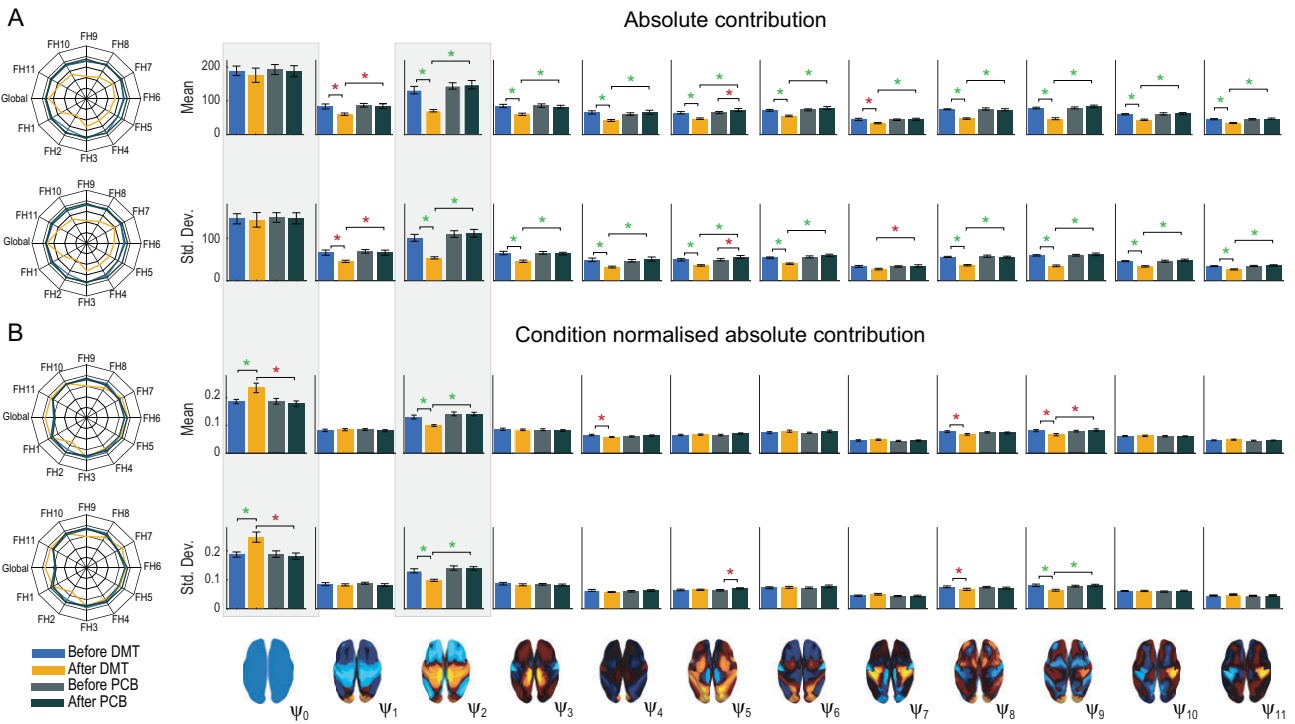 A
Absolute contribution
FH9
FH10 FH8
FH11 FH7
Global FH6
FH1 FH5
FH2 FH4
FH3
Mean
200
100
0
* * * * * * * * * * * * * * * * * * * * * * *
FH9
FH10 FH8
FH11 FH7
Global FH6
FH1 FH5
FH2 FH4
FH3
Std. Dev.
100
0
* * * * * * * * * * * * * * * * * * * * * *
B
Condition normalised absolute contribution
FH9
FH10 FH8
FH11 FH7
Global FH6
FH1 FH5
FH2 FH4
FH3
Mean
0.2
0.1
0
* * * * * * * *
FH9
FH10 FH8
FH11 FH7
Global FH6
FH1 FH5
FH2 FH4
FH3
Std. Dev.
0.2
0.1
0
* * * * * * * *
Before DMT
After DMT
Before PCB
After PCB
Ψ0 Ψ1 Ψ2 Ψ3 Ψ4 Ψ5 Ψ6 Ψ7 Ψ8 Ψ9 Ψ10 Ψ11